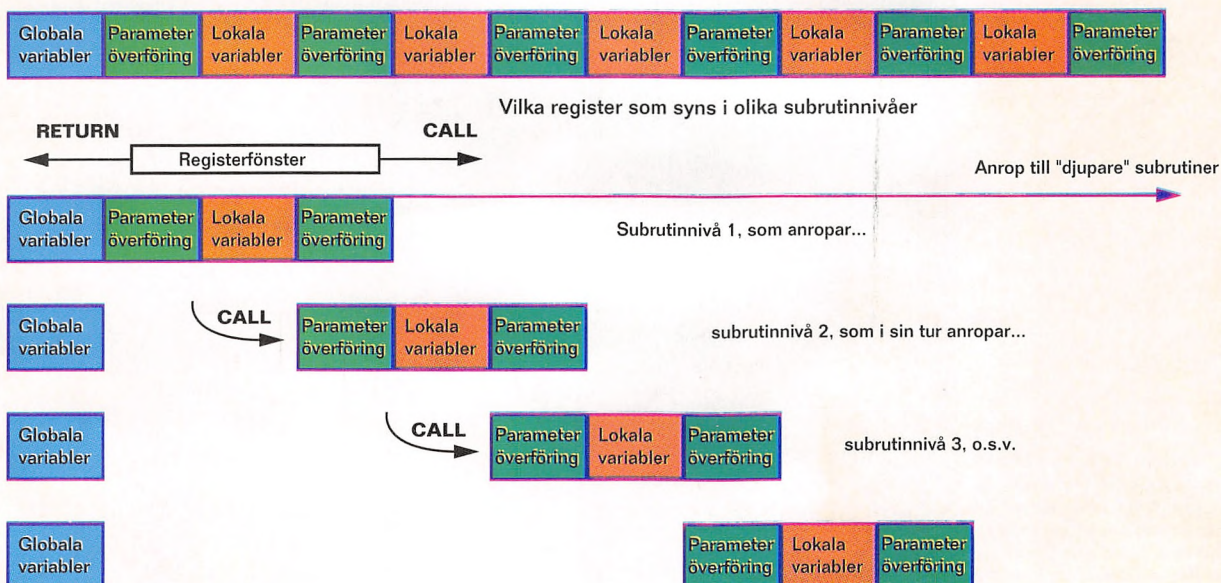 Globala
variabler
Parameter
överföring
Lokala
variabler
Parameter
överföring
Lokala
variabler
Parameter
överföring
Lokala
variabler
Parameter
överföring
Lokala
variabler
Parameter
överföring
Lokala
variabler
Parameter
överföring
Vilka register som syns i olika subrutinnivåer
RETURN
Registerfönster
CALL
Anrop till "djupare" subrutiner
Globala
variabler
Parameter
överföring
Lokala
variabler
Parameter
överföring
Subrutinnivå 1, som anropar...
Globala
variabler
CALL
Parameter
överföring
Lokala
variabler
Parameter
överföring
subrutinnivå 2, som i sin tur anropar...
Globala
variabler
CALL
Parameter
överföring
Lokala
variabler
Parameter
överföring
subrutinnivå 3, o.s.v.
Globala
variabler
Parameter
överföring
Lokala
variabler
Parameter
överföring